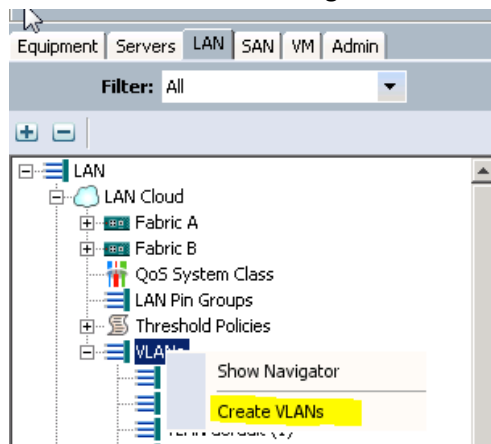 Equipment Servers LAN SAN VM Admin
Filter: All
LAN
LAN Cloud
Fabric A
Fabric B
QoS System Class
LAN Pin Groups
Threshold Policies
VLANs
Show Navigator
Create VLANs